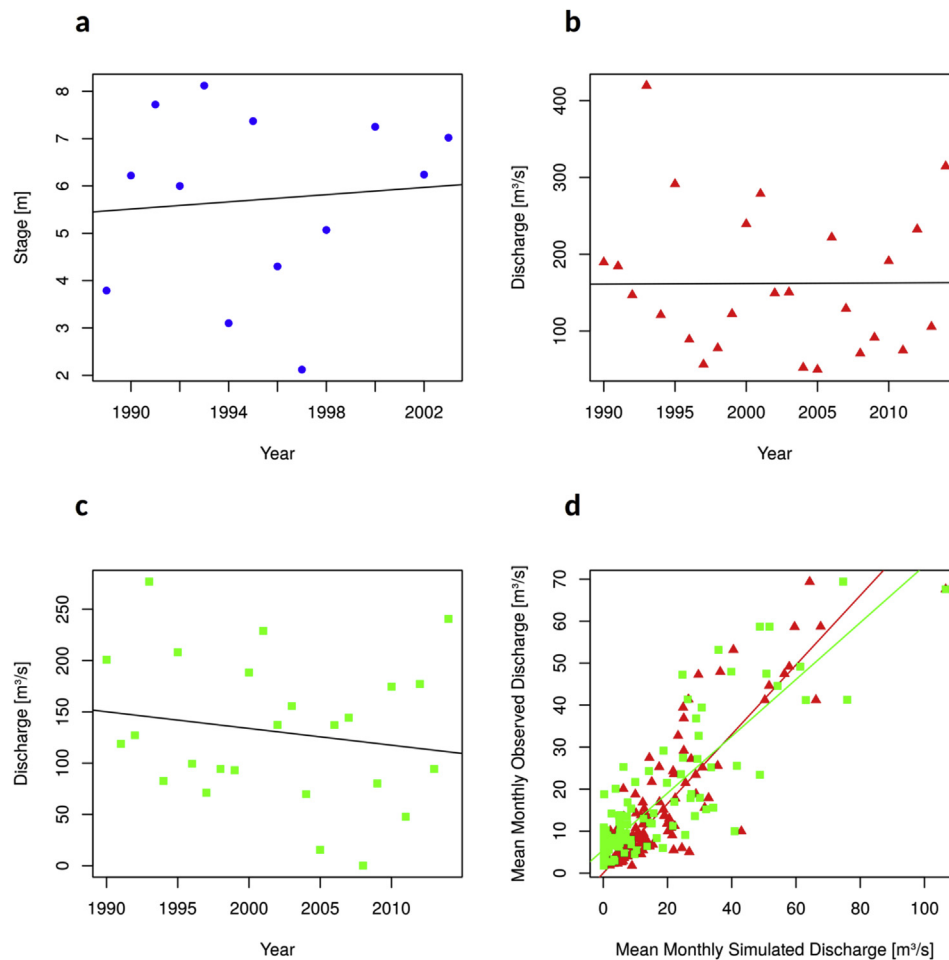 a
Stage [m]
8
7
6
5
4
3
2
1990 1994 1998 2002
Year
b
Discharge [m³/s]
400
300
200
100
1990 1995 2000 2005 2010
Year
c
Discharge [m³/s]
250
200
150
100
50
0
1990 1995 2000 2005 2010
Year
d
Mean Monthly Observed Discharge [m³/s]
70
60
50
40
30
20
10
0
0 20 40 60 80 100
Mean Monthly Simulated Discharge [m³/s]